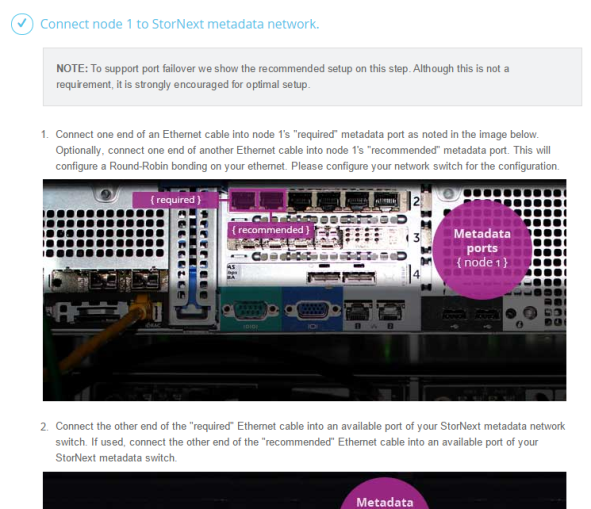 Connect node 1 to StorNext metadata network.
NOTE: To support port failover we show the recommended setup on this step. Although this is not a
requirement, it is strongly encouraged for optimal setup.
1. Connect one end of an Ethernet cable into node 1's "required" metadata port as noted in the image below.
Optionally, connect one end of another Ethernet cable into node 1's "recommended" metadata port. This will
configure a Round-Robin bonding on your ethernet. Please configure your network switch for the configuration.
{ required }
2
{ recommended }
3
Metadata
ports
{ node 1 }
4
iDRAC
1
2
2. Connect the other end of the "required" Ethernet cable into an available port of your StorNext metadata network
switch. If used, connect the other end of the "recommended" Ethernet cable into an available port of your
StorNext metadata switch.
Metadata